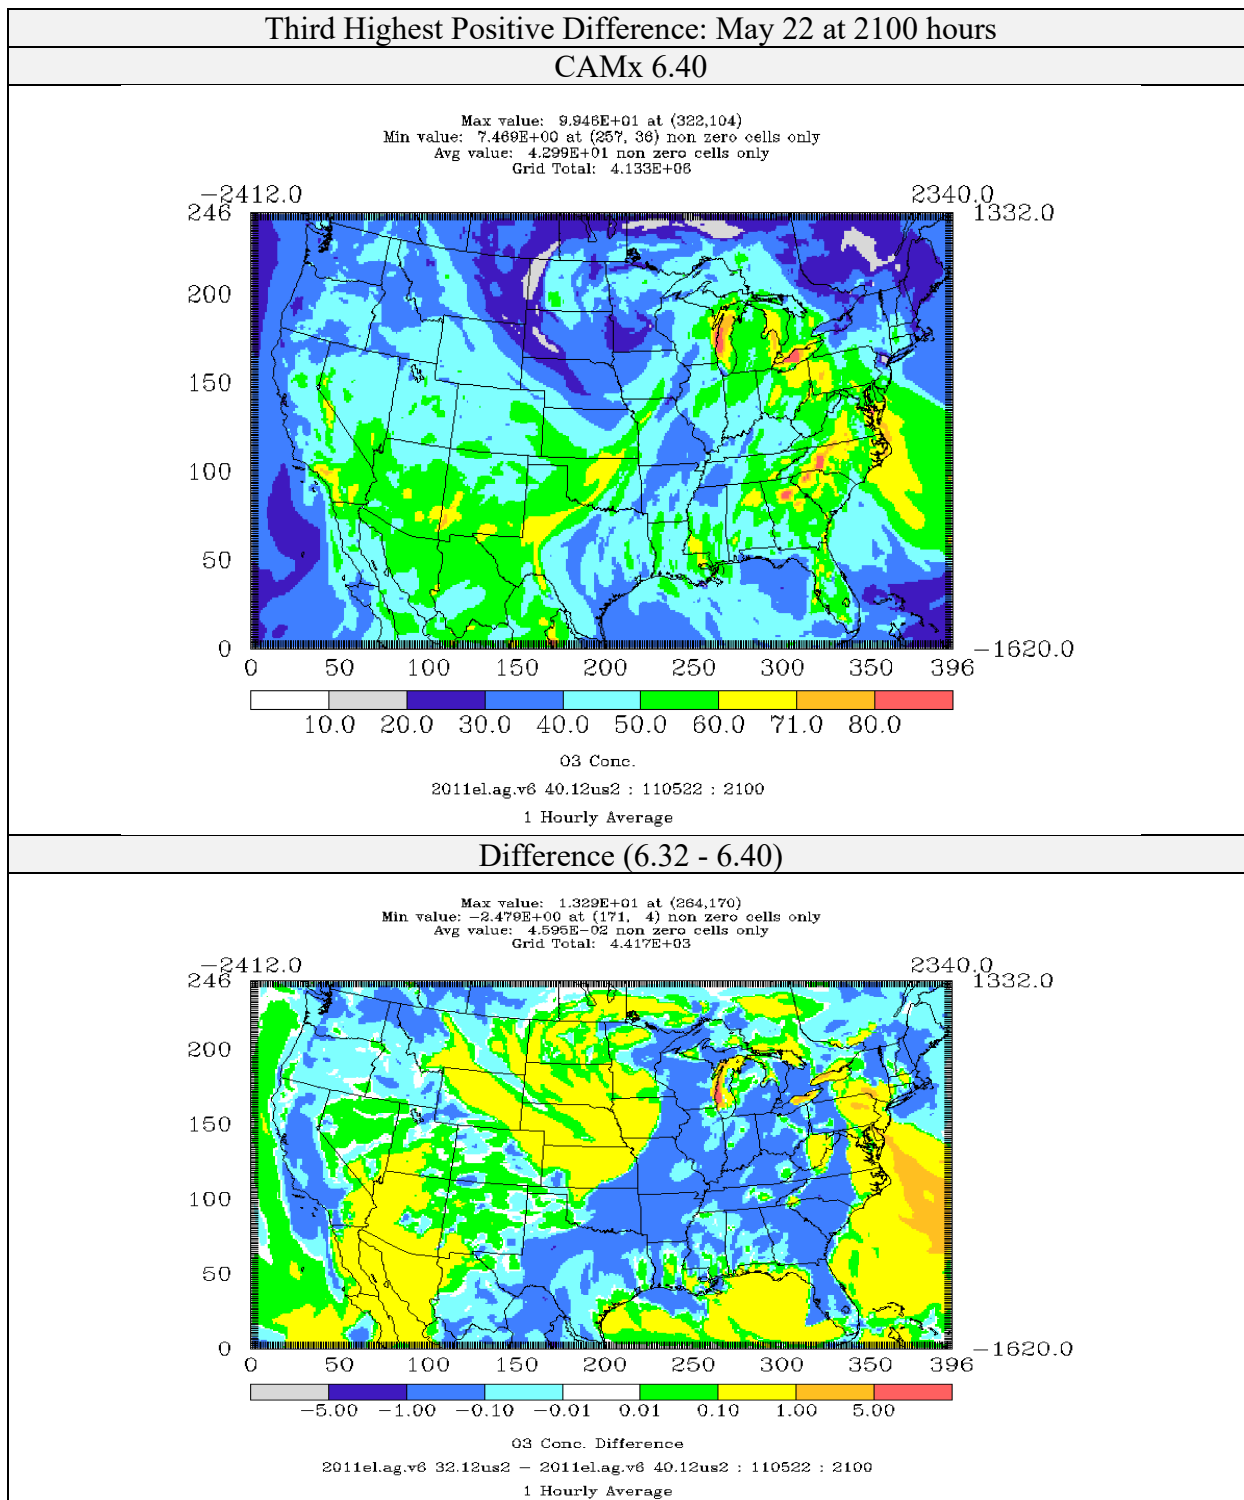 Third Highest Positive Difference: May 22 at 2100 hours
CAMx 6.40
Max value: 9.946E+01 at (322,104)
Min value: 7.469E+00 at (257, 36) non zero cells only
Avg value: 4.299E+01 non zero cells only
Grid Total: 4.133E+06
-2412.0 2340.0
246 1332.0
200
150
100
50
0 -1620.0
0 50 100 150 200 250 300 350 396
10.0 20.0 30.0 40.0 50.0 60.0 71.0 80.0
O3 Conc.
2011el.ag.v6 40.12us2 : 110522 : 2100
1 Hourly Average
Difference (6.32 - 6.40)
Max value: 1.329E+01 at (264,170)
Min value: -2.479E+00 at (171, 4) non zero cells only
Avg value: 4.595E-02 non zero cells only
Grid Total: 4.417E+03
-2412.0 2340.0
246 1332.0
200
150
100
50
0 -1620.0
0 50 100 150 200 250 300 350 396
-5.00 -1.00 -0.10 -0.01 0.01 0.10 1.00 5.00
O3 Conc. Difference
2011el.ag.v6 32.12us2 - 2011el.ag.v6 40.12us2 : 110522 : 2100
1 Hourly Average